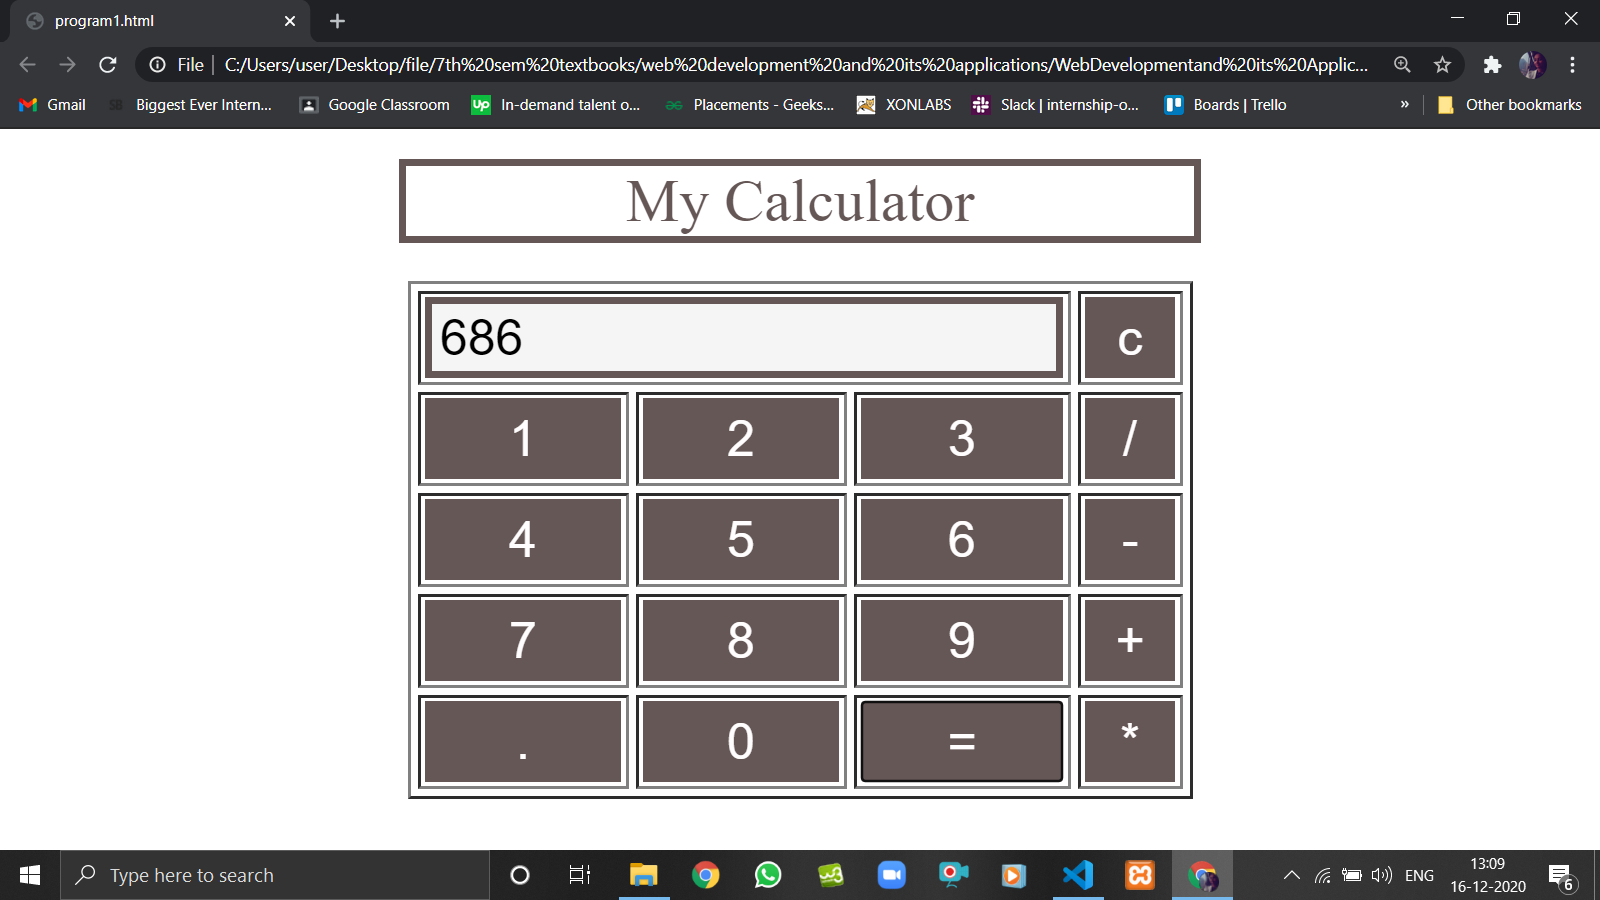 program1.html
File C:/Users/user/Desktop/file/7th%20sem%20textbooks/web%20development%20and%20its%20applications/WebDevelopmentand%20its%20Applic...
Gmail SB Biggest Ever Intern... Google Classroom Up In-demand talent o... Placements - Geeks... XONLABS Slack | internship-o... Boards | Trello » Other bookmarks
My Calculator
686 c
1 2 3 /
4 5 6 -
7 8 9 +
. 0 = *
Type here to search w3 ENG 13:09
16-12-2020 6